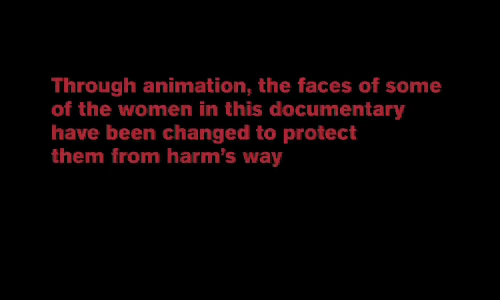 Through animation, the faces of some
of the women in this documentary
have been changed to protect
them from harm’s way